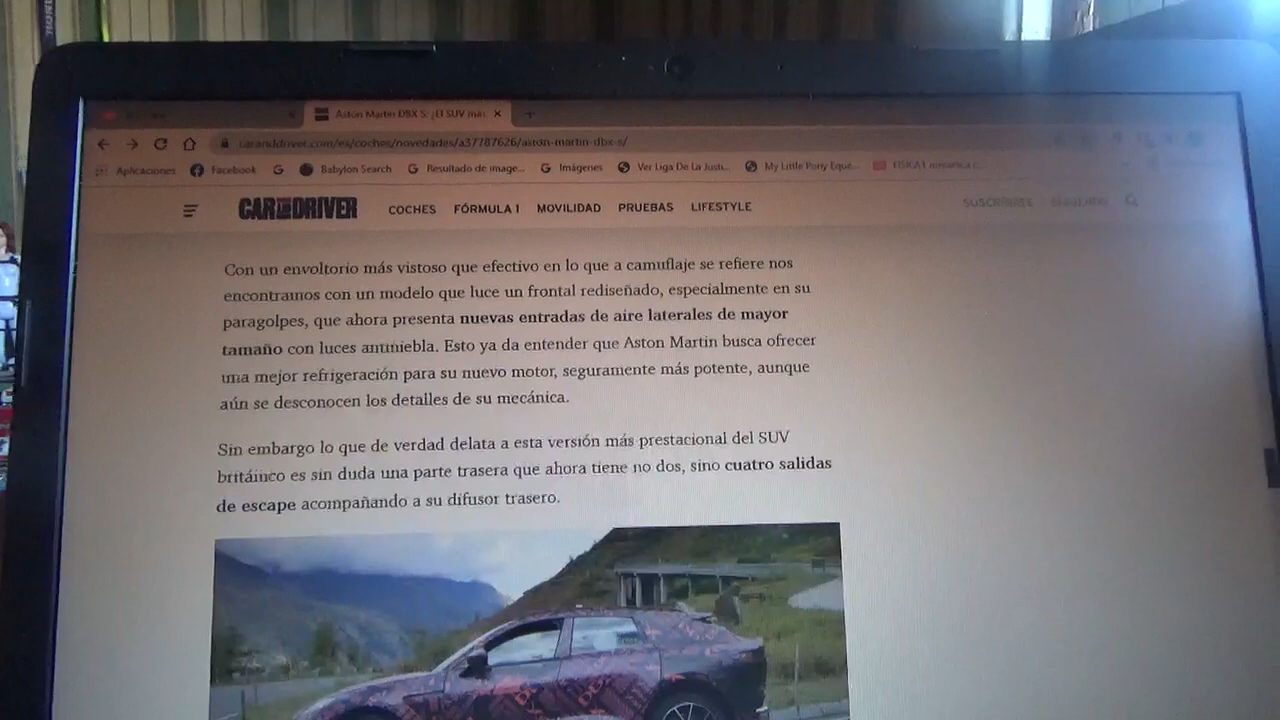 Aston Martin DBX S: ¿El SUV más
caranddriver.com/es/coches/novedades/a37787626/aston-martin-dbx-s/
Aplicaciones Facebook Babylon Search Resultado de image... Imágenes Ver Liga De La Justi... My Little Pony Eque... FISICA I mecanica c...
CAR AND DRIVER COCHES FÓRMULA 1 MOVILIDAD PRUEBAS LIFESTYLE SUSCRÍBETE
Con un envoltorio más vistoso que efectivo en lo que a camuflaje se refiere nos
encontramos con un modelo que luce un frontal rediseñado, especialmente en su
paragolpes, que ahora presenta nuevas entradas de aire laterales de mayor
tamaño con luces antiniebla. Esto ya da entender que Aston Martin busca ofrecer
una mejor refrigeración para su nuevo motor, seguramente más potente, aunque
aún se desconocen los detalles de su mecánica.
Sin embargo lo que de verdad delata a esta versión más prestacional del SUV
británico es sin duda una parte trasera que ahora tiene no dos, sino cuatro salidas
de escape acompañando a su difusor trasero.
DBX